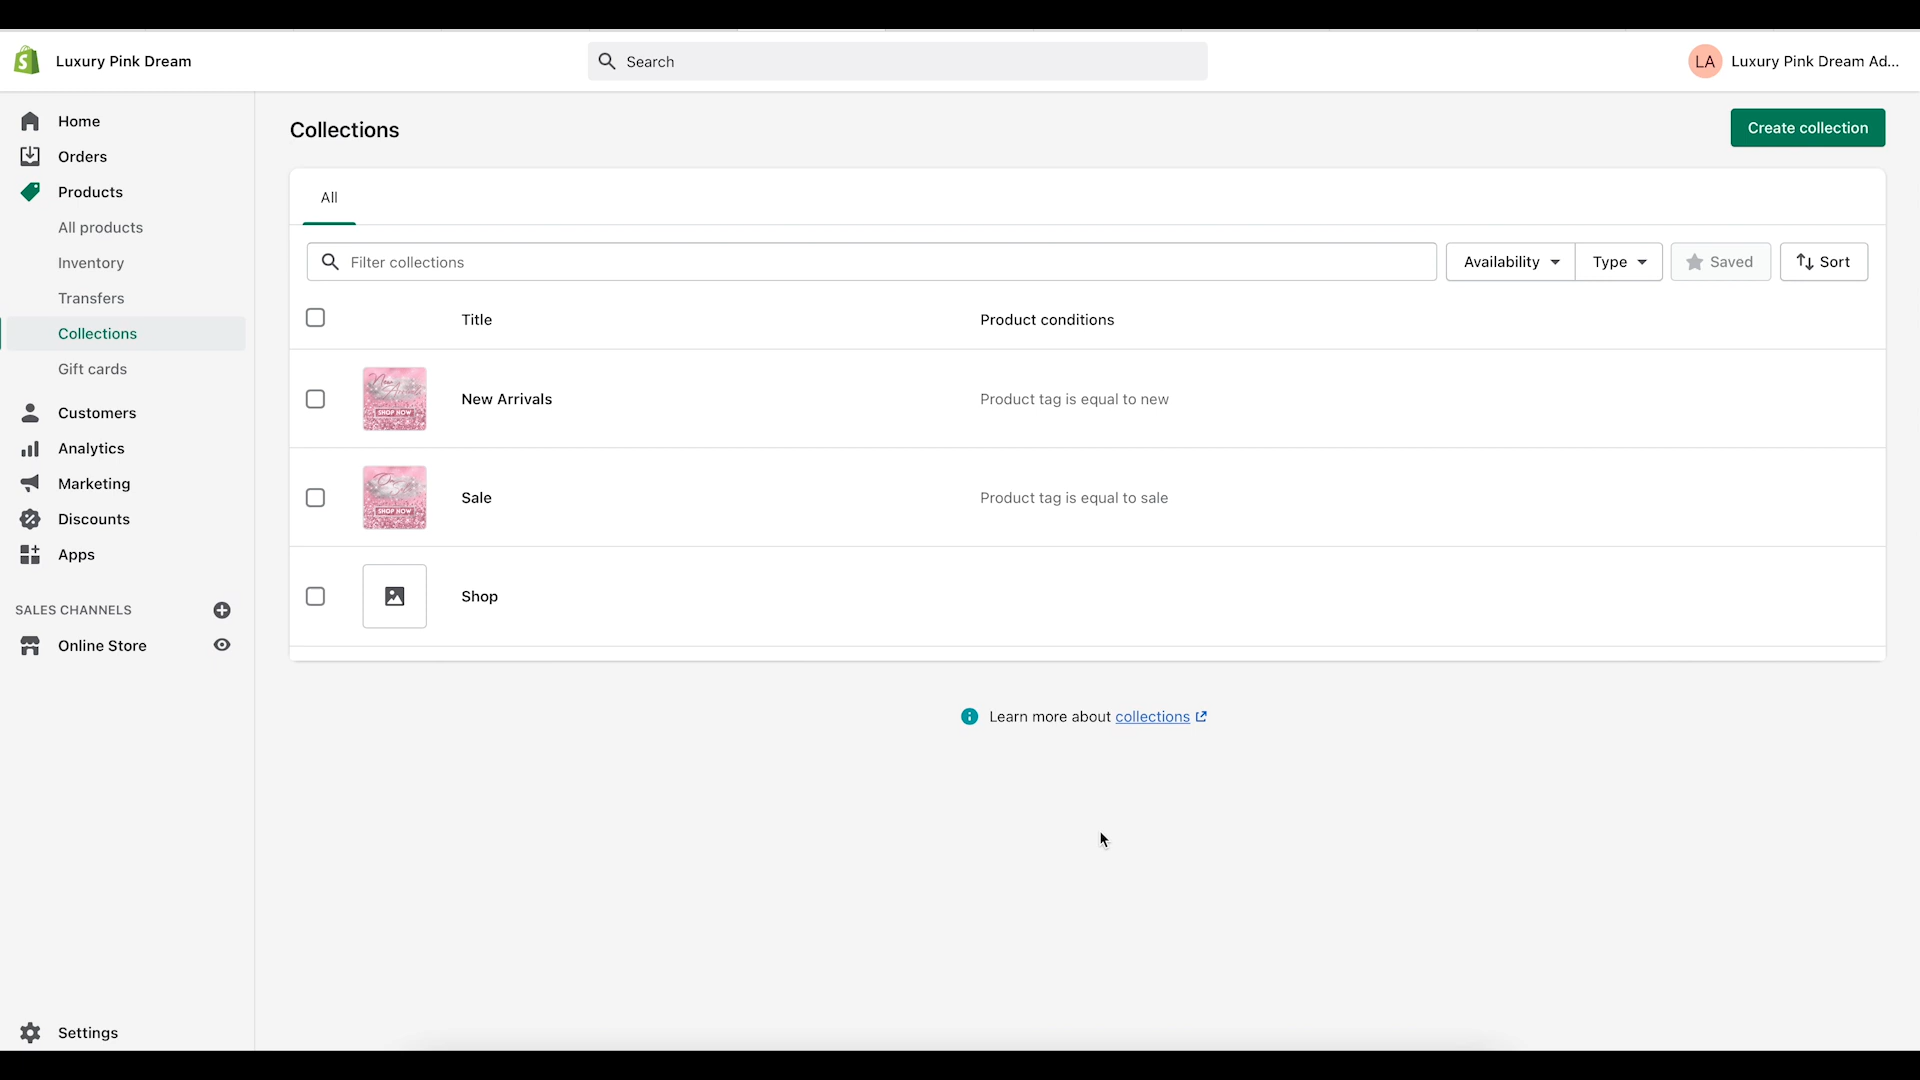 Luxury Pink Dream
Search
LA
Luxury Pink Dream Ad...
Home
Orders
Products
All products
Inventory
Transfers
Collections
Gift cards
Customers
Analytics
Marketing
Discounts
Apps
SALES CHANNELS
Online Store
Settings
Collections
Create collection
All
Filter collections
Availability
Type
Saved
Sort
Title
Product conditions
SHOP NOW
New Arrivals
Product tag is equal to new
SHOP NOW
Sale
Product tag is equal to sale
Shop
Learn more about collections